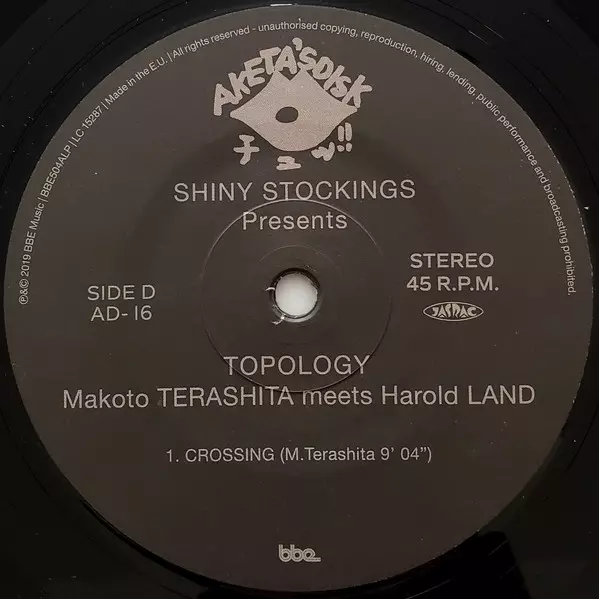 ℗&© 2019 BBE Music | BBE504ALP | LC 15287 | Made in the E.U. | All rights reserved - unauthorised copying, reproduction, hiring, lending, public performance and broadcasting prohibited.
AKETA'S DISK
チュッ!!
SHINY STOCKINGS
Presents
STEREO
45 R.P.M.
JASRAC
SIDE D
AD-16
TOPOLOGY
Makoto TERASHITA meets Harold LAND
1. CROSSING (M.Terashita 9' 04")
bbe